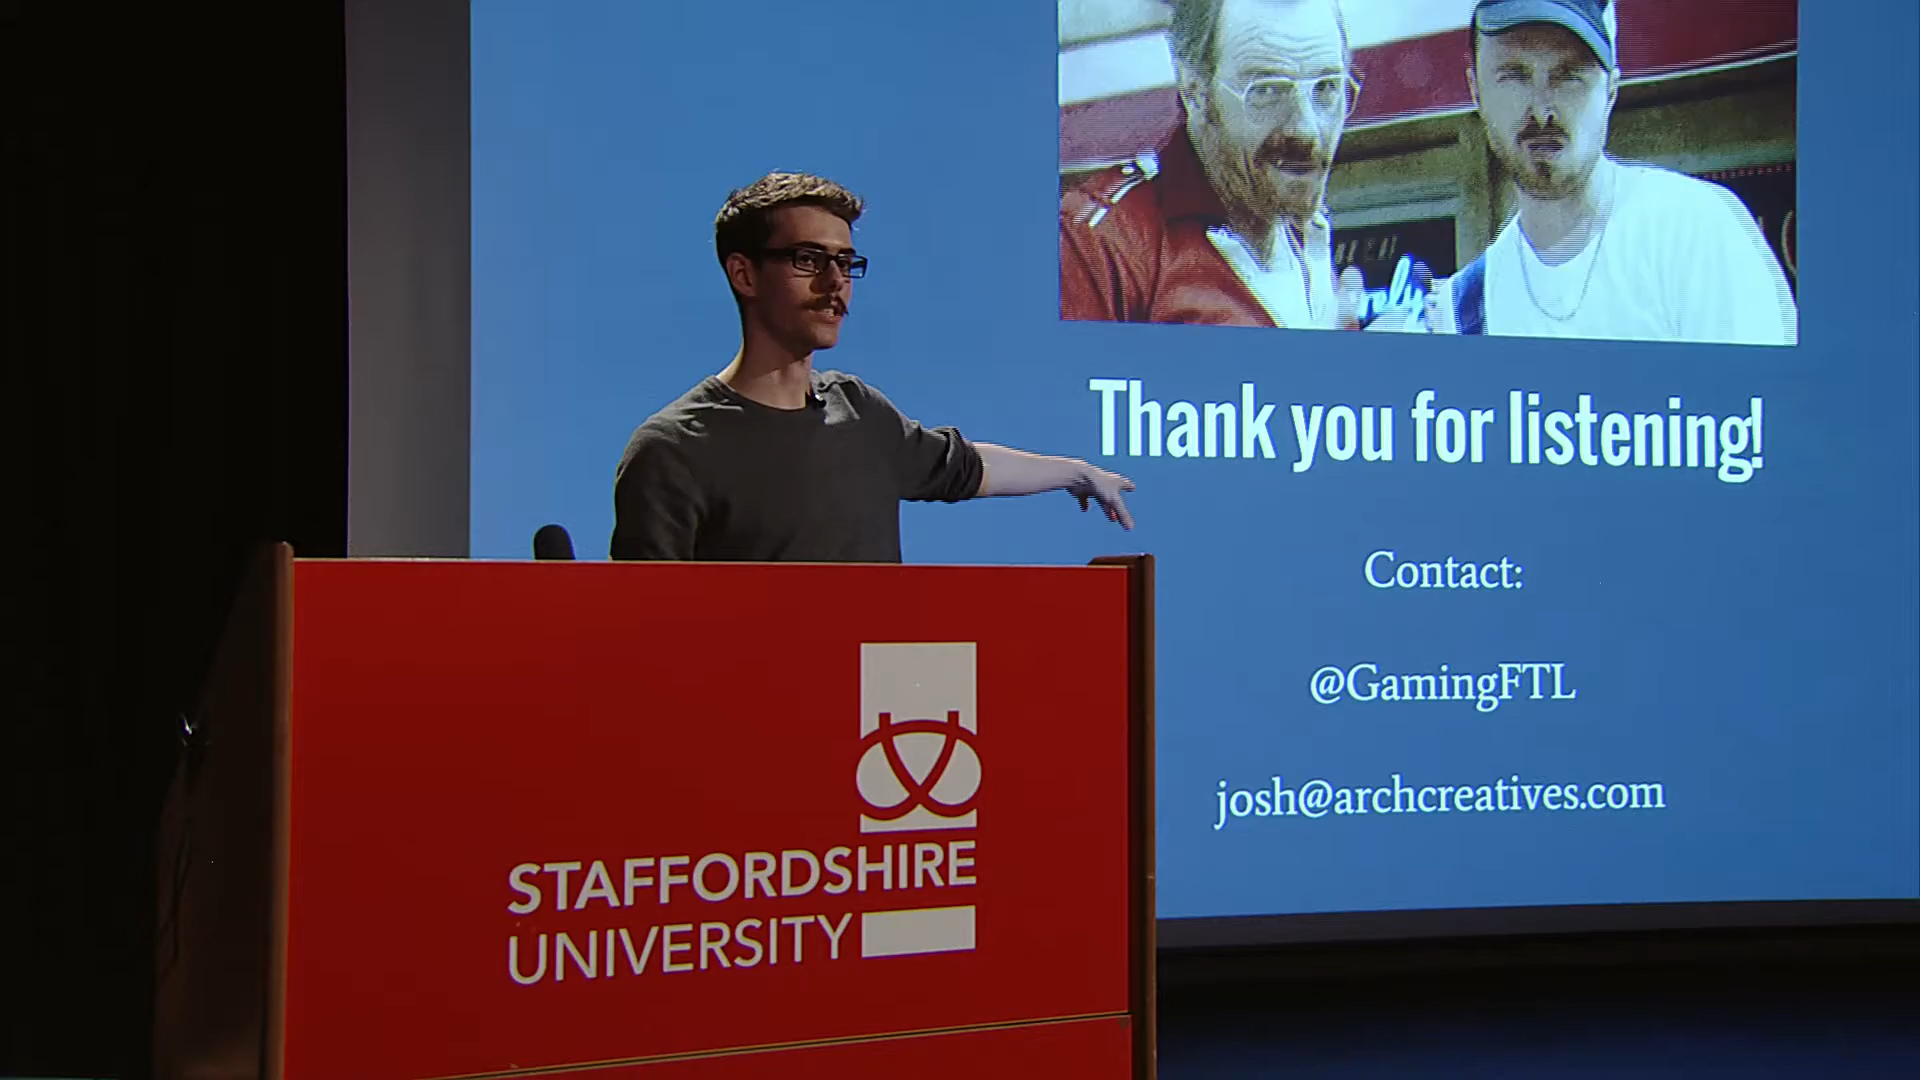 Thank you for listening!
Contact:
@GamingFTL
josh@archcreatives.com
STAFFORDSHIRE
UNIVERSITY